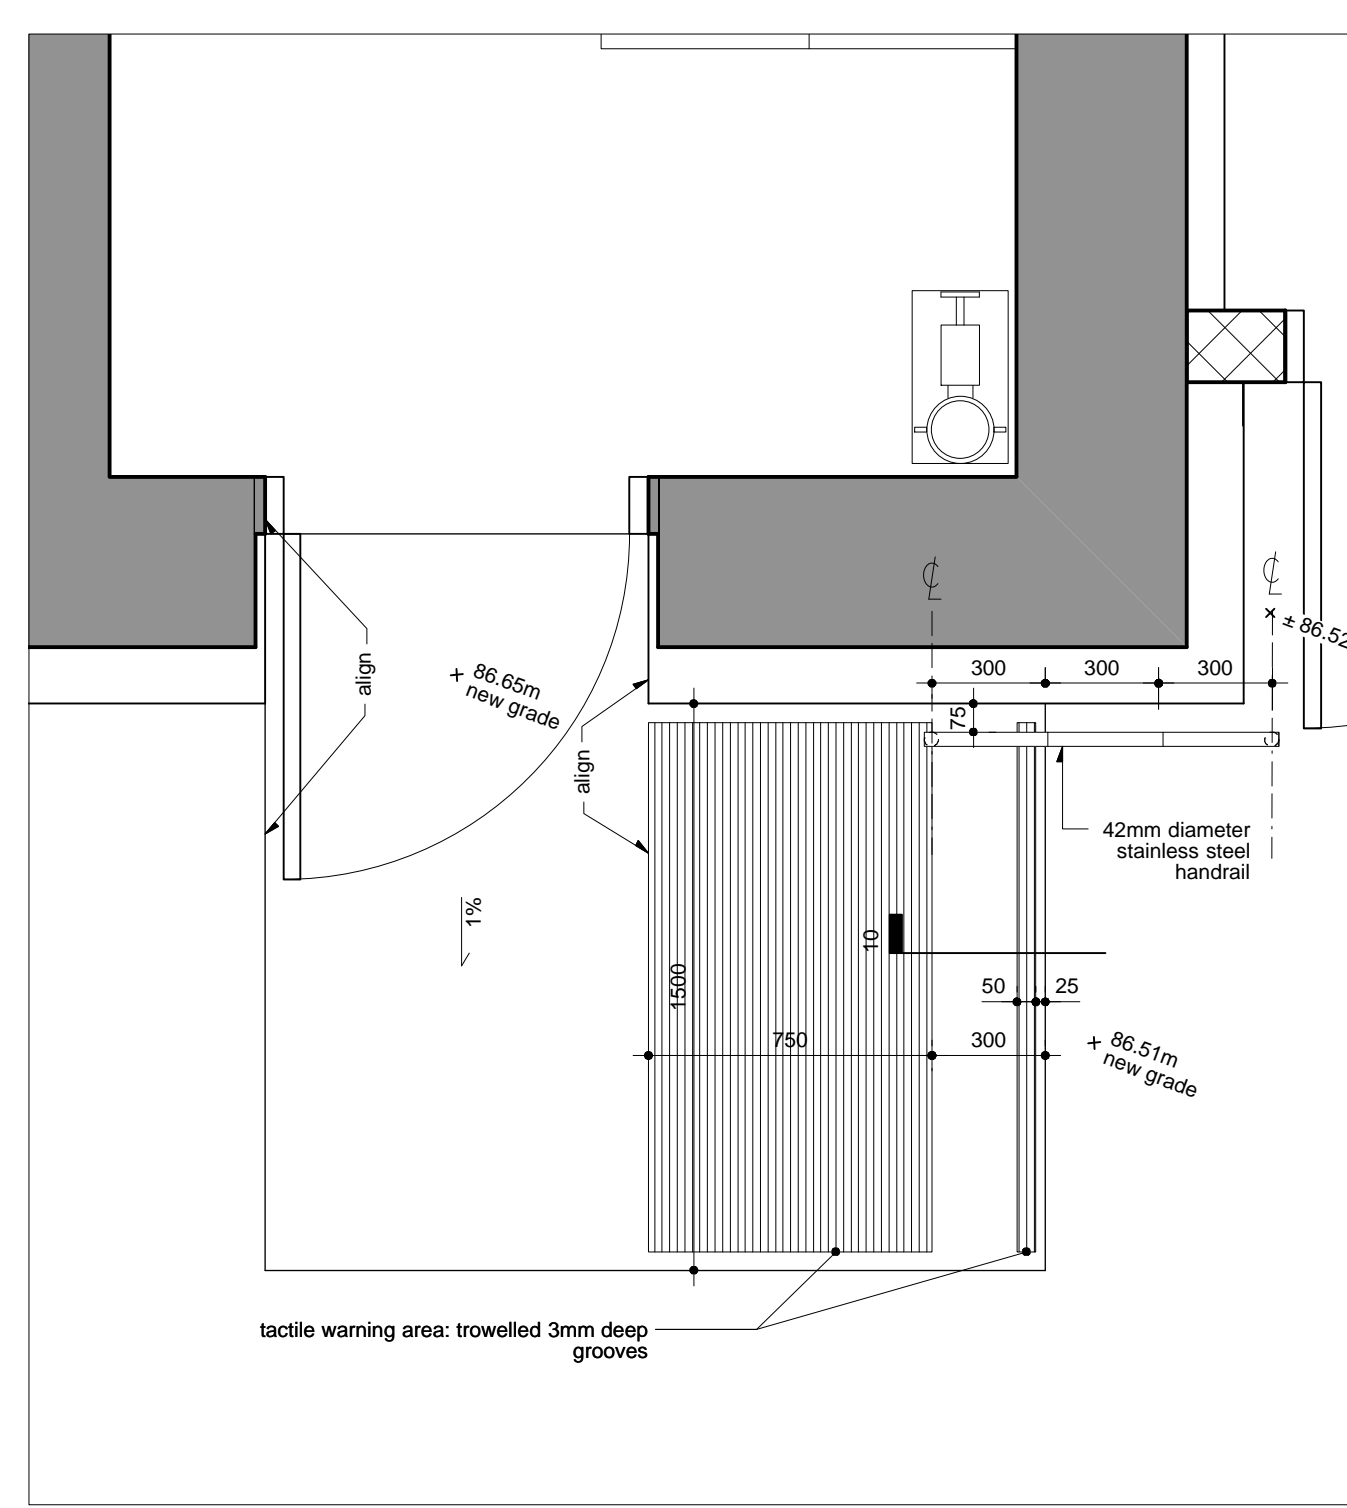 ℄
℄
± 86.52
300
300
300
align
86.65m
new grade
75
align
42mm diameter
stainless steel
handrail
1%
10
1500
50
25
750
300
86.51m
new grade
tactile warning area: trowelled 3mm deep
grooves